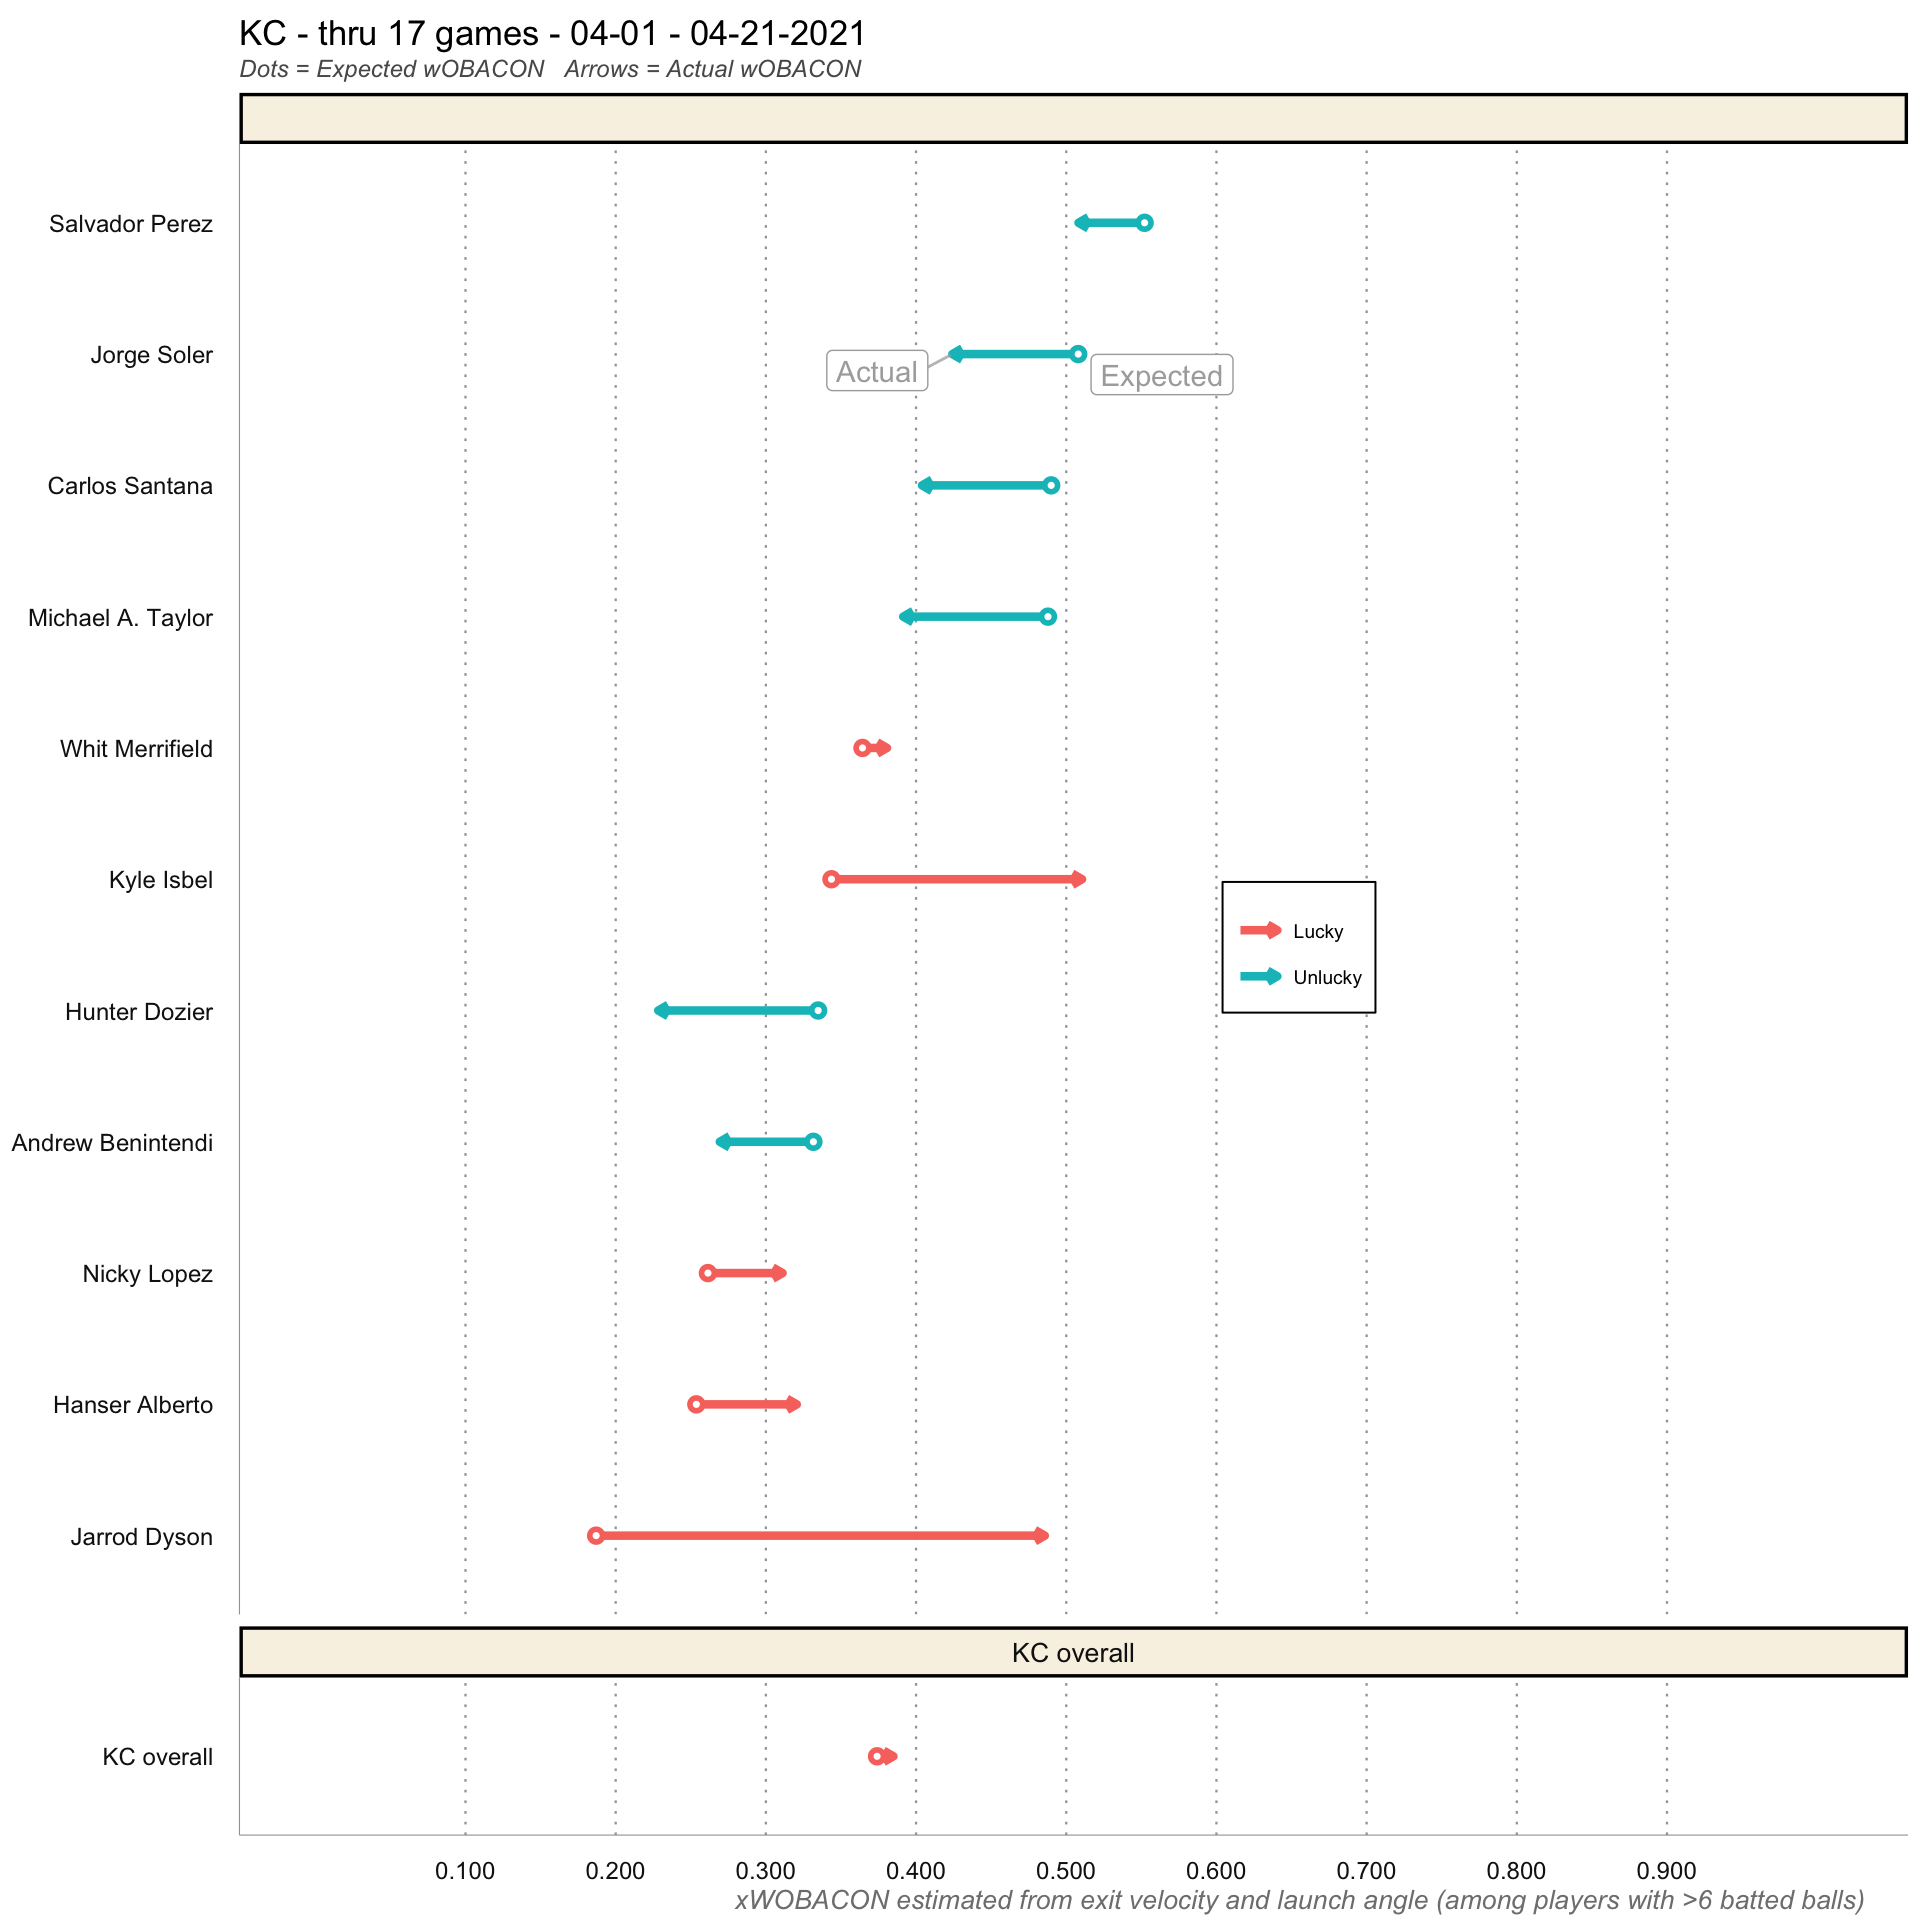 KC - thru 17 games - 04-01 - 04-21-2021
Dots = Expected wOBACON   Arrows = Actual wOBACON
Salvador Perez
Jorge Soler
Actual
Expected
Carlos Santana
Michael A. Taylor
Whit Merrifield
Kyle Isbel
Lucky
Unlucky
Hunter Dozier
Andrew Benintendi
Nicky Lopez
Hanser Alberto
Jarrod Dyson
KC overall
KC overall
0.100 0.200 0.300 0.400 0.500 0.600 0.700 0.800 0.900
xWOBACON estimated from exit velocity and launch angle (among players with >6 batted balls)